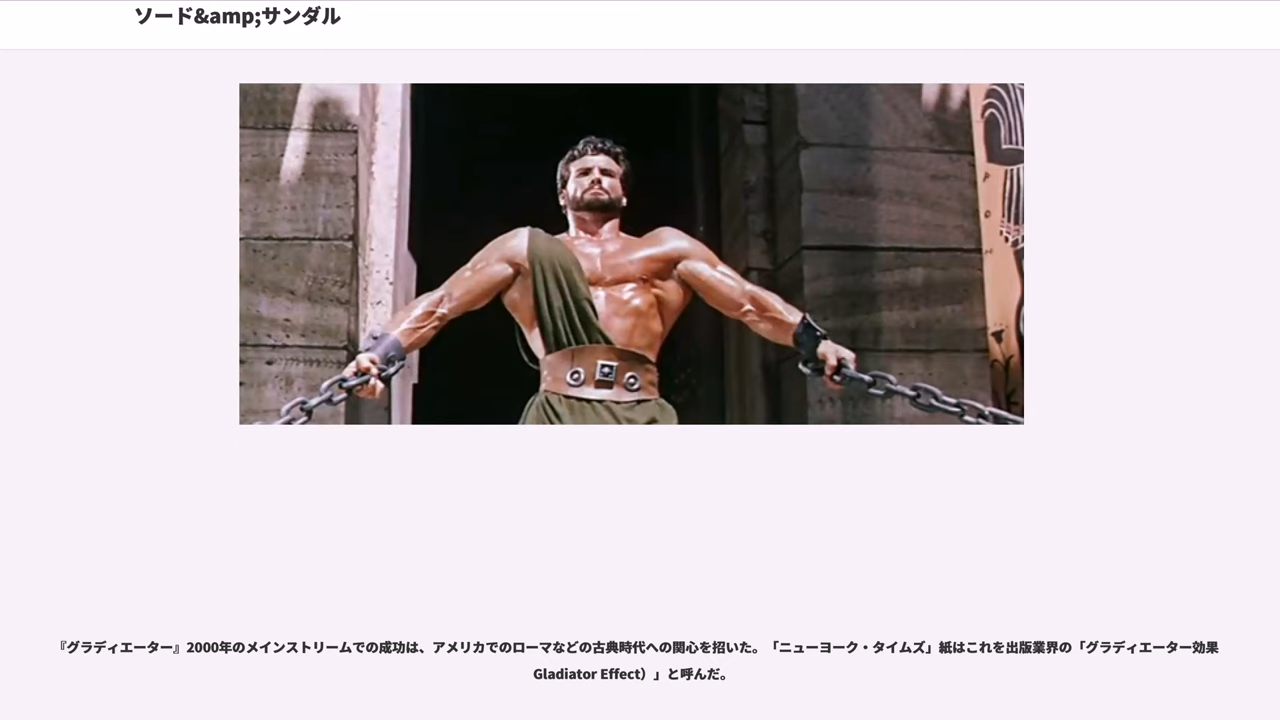 ソード&amp;サンダル
『グラディエーター』2000年のメインストリームでの成功は、アメリカでのローマなどの古典時代への関心を招いた。「ニューヨーク・タイムズ」紙はこれを出版業界の「グラディエーター効果
Gladiator Effect）」と呼んだ。